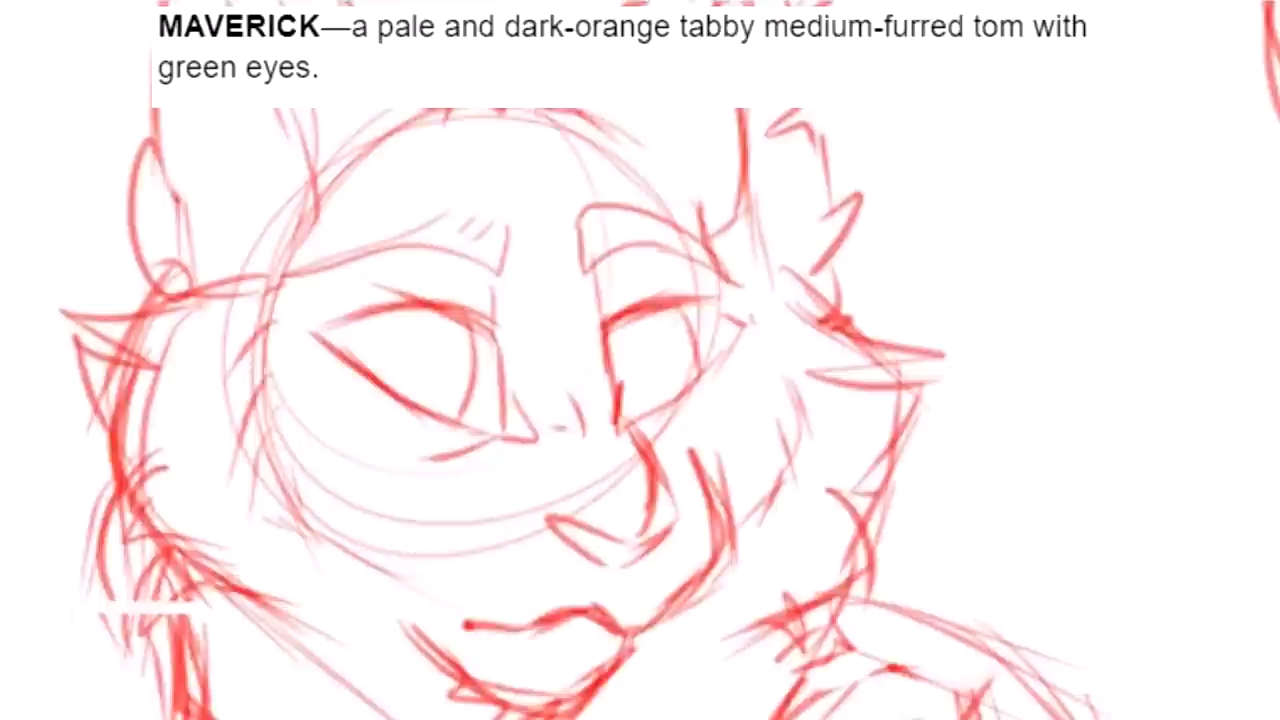 MAVERICK—a pale and dark-orange tabby medium-furred tom with
green eyes.